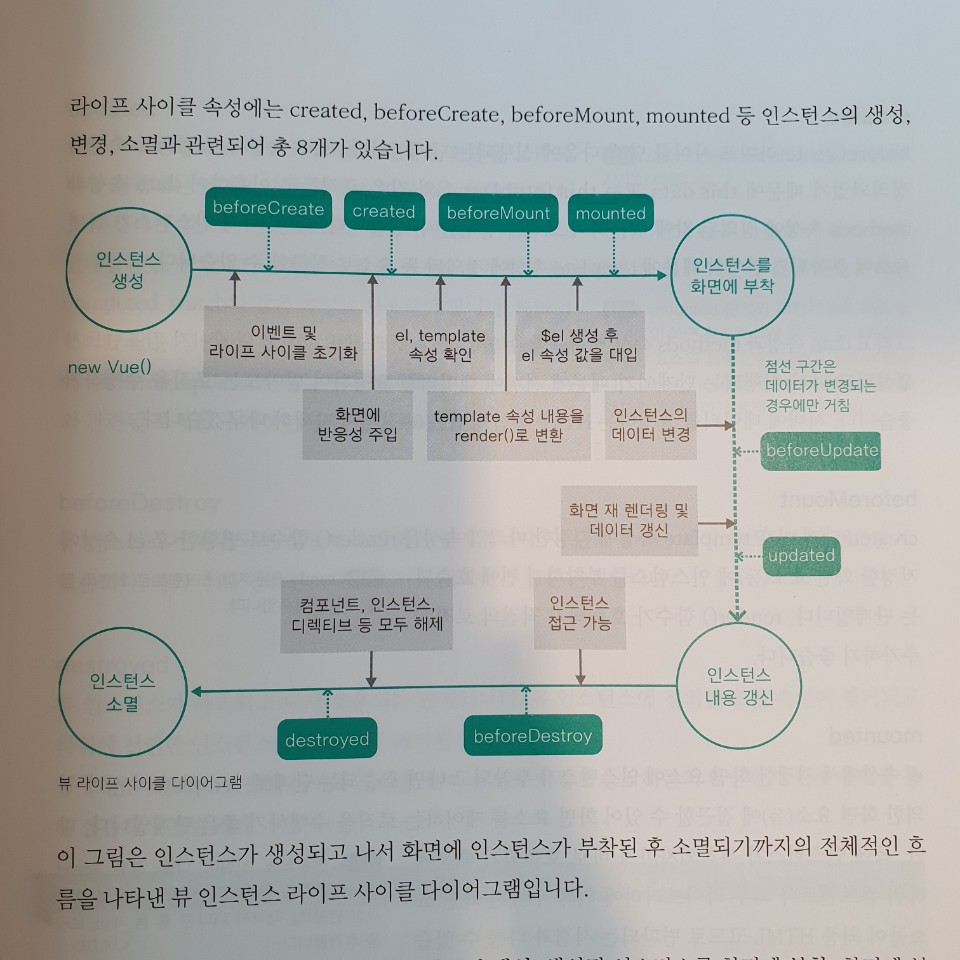 라이프 사이클 속성에는 created, beforeCreate, beforeMount, mounted 등 인스턴스의 생성,
변경, 소멸과 관련되어 총 8개가 있습니다.
beforeCreate
created
beforeMount
mounted
인스턴스
생성
인스턴스를
화면에 부착
이벤트 및
라이프 사이클 초기화
el, template
속성 확인
$el 생성 후
el 속성 값을 대입
new Vue()
점선 구간은
데이터가 변경되는
경우에만 거침
화면에
반응성 주입
template 속성 내용을
render()로 변환
인스턴스의
데이터 변경
beforeUpdate
화면 재 렌더링 및
데이터 갱신
updated
컴포넌트, 인스턴스,
디렉티브 등 모두 해제
인스턴스
접근 가능
인스턴스
소멸
인스턴스
내용 갱신
destroyed
beforeDestroy
뷰 라이프 사이클 다이어그램
이 그림은 인스턴스가 생성되고 나서 화면에 인스턴스가 부착된 후 소멸되기까지의 전체적인 흐
름을 나타낸 뷰 인스턴스 라이프 사이클 다이어그램입니다.